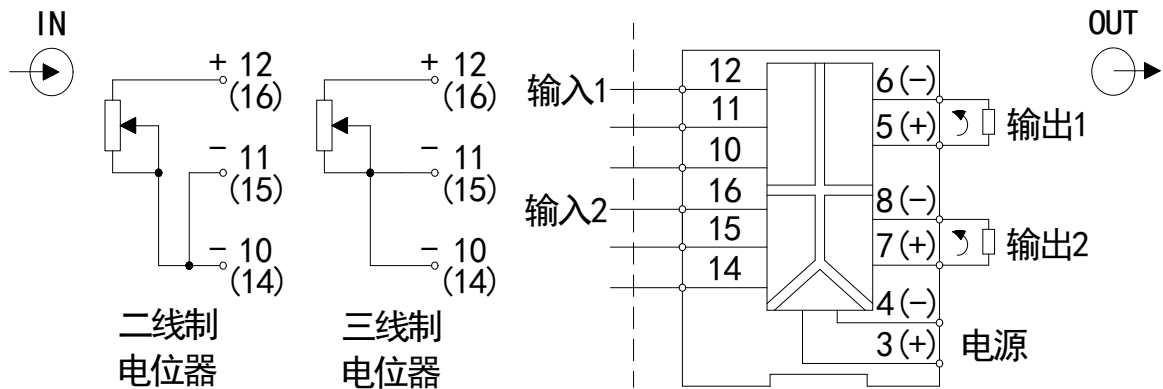 IN
+ 12
(16)
- 11
(15)
- 10
(14)
二线制
电位器
+ 12
(16)
- 11
(15)
- 10
(14)
三线制
电位器
输入1
输入2
12
11
10
16
15
14
6(-)
5(+)
8(-)
7(+)
4(-)
3(+)
输出1
输出2
电源
OUT